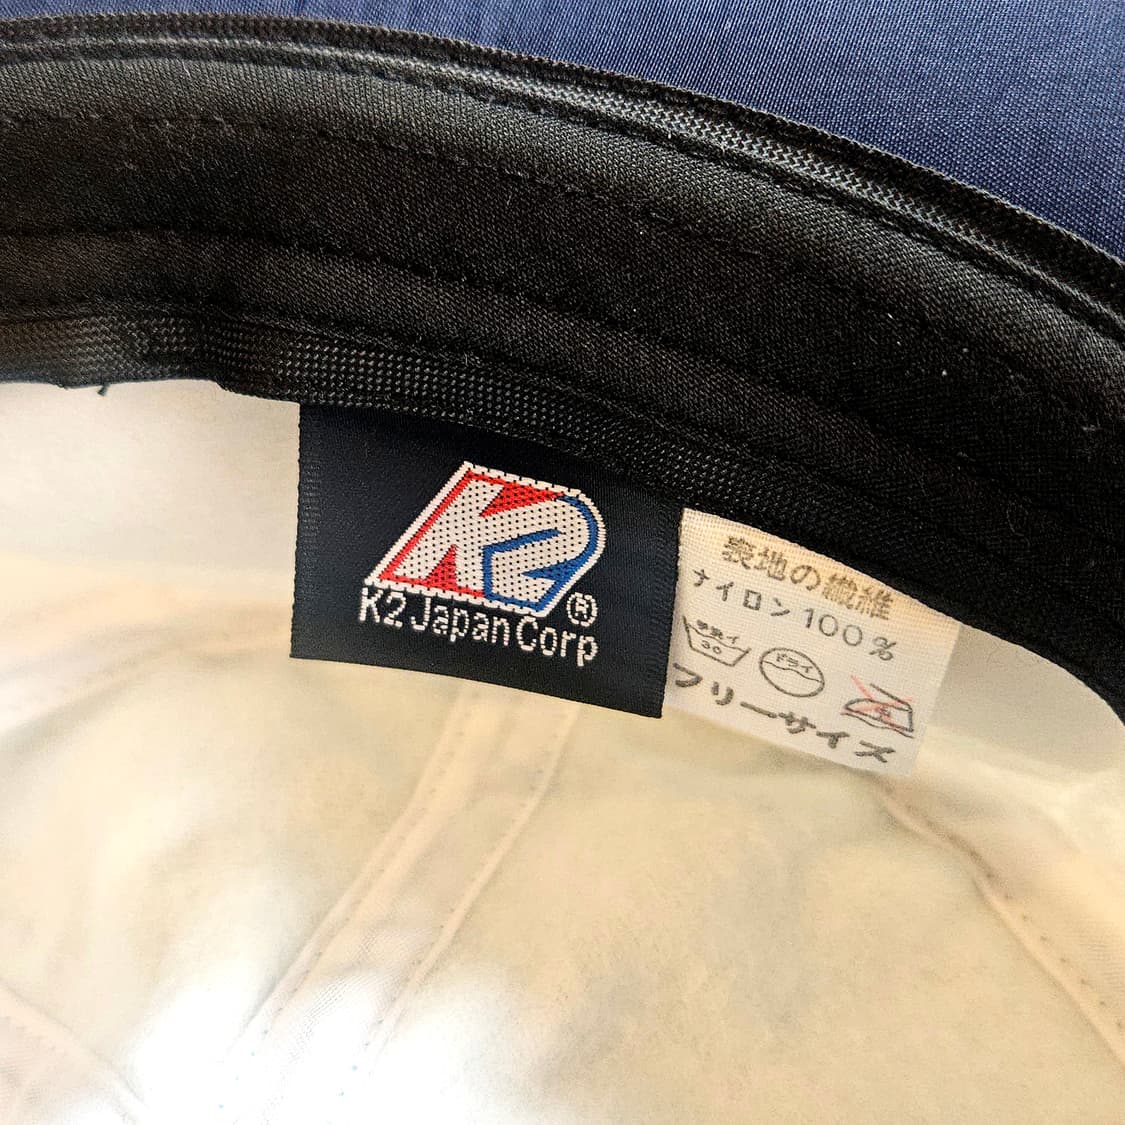 K2
®
K2 Japan Corp
表地の繊維
ナイロン100%
手洗イ
30
ドライ
フリーサイズ